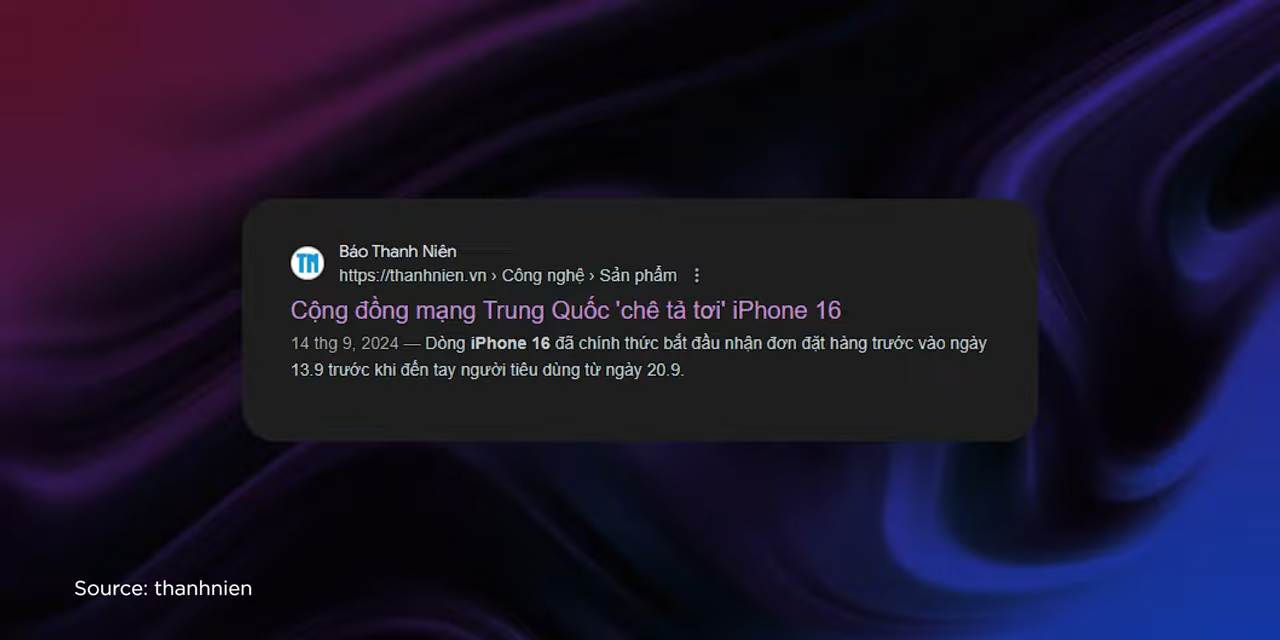 TN
Báo Thanh Niên
https://thanhnien.vn › Công nghệ › Sản phẩm
Cộng đồng mạng Trung Quốc 'chê tả tơi' iPhone 16
14 thg 9, 2024 — Dòng iPhone 16 đã chính thức bắt đầu nhận đơn đặt hàng trước vào ngày
13.9 trước khi đến tay người tiêu dùng từ ngày 20.9.
Source: thanhnien